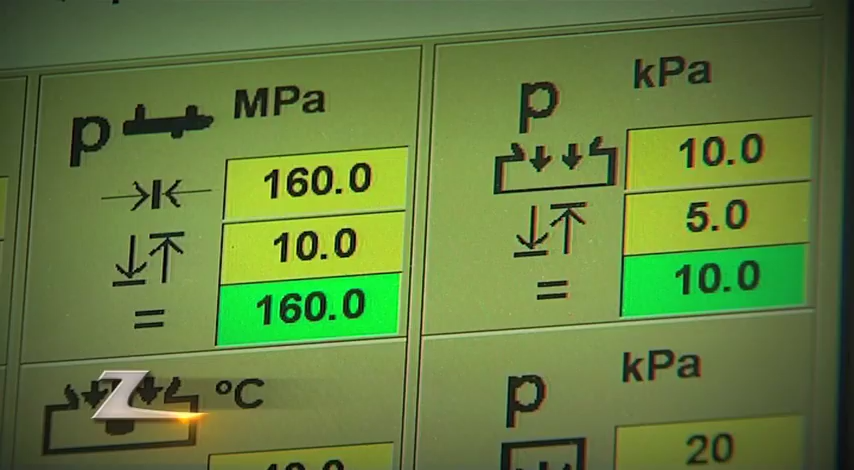 p MPa
160.0
10.0
= 160.0
p kPa
10.0
5.0
= 10.0
°C
p kPa
20
Z